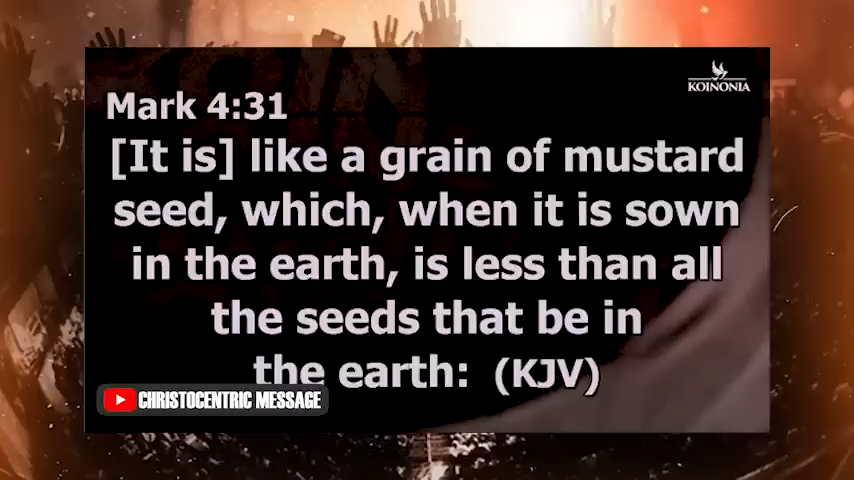 KOINONIA
Mark 4:31
[It is] like a grain of mustard
seed, which, when it is sown
in the earth, is less than all
the seeds that be in
the earth: (KJV)
CHRISTOCENTRIC MESSAGE